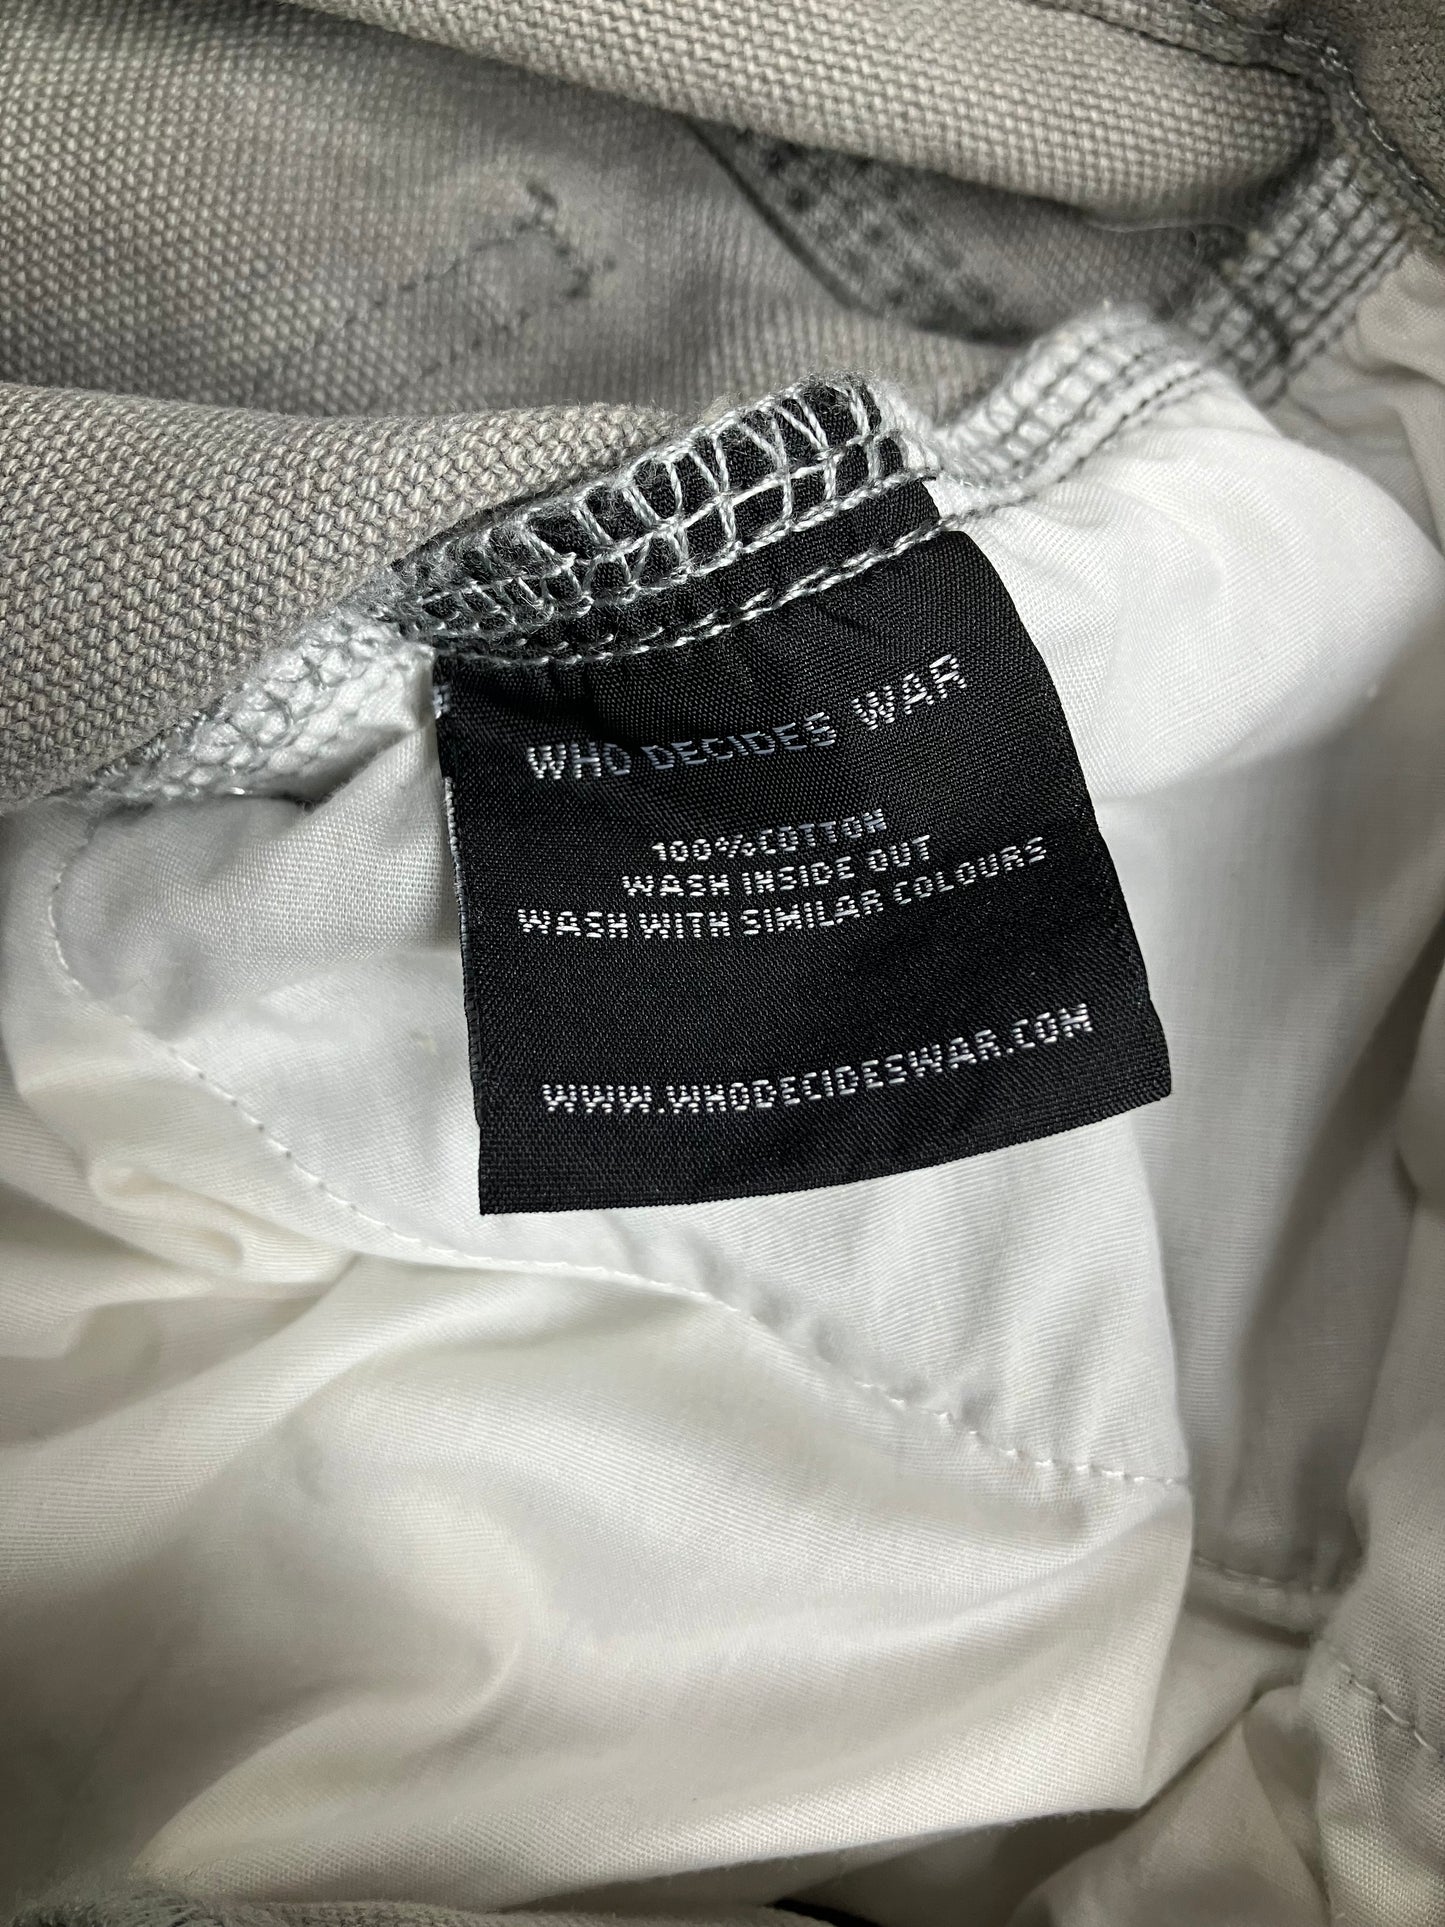 WHO DECIDES WAR
100%COTTON
WASH INSIDE OUT
WASH WITH SIMILAR COLOURS
WWW.WHODECIDESWAR.COM